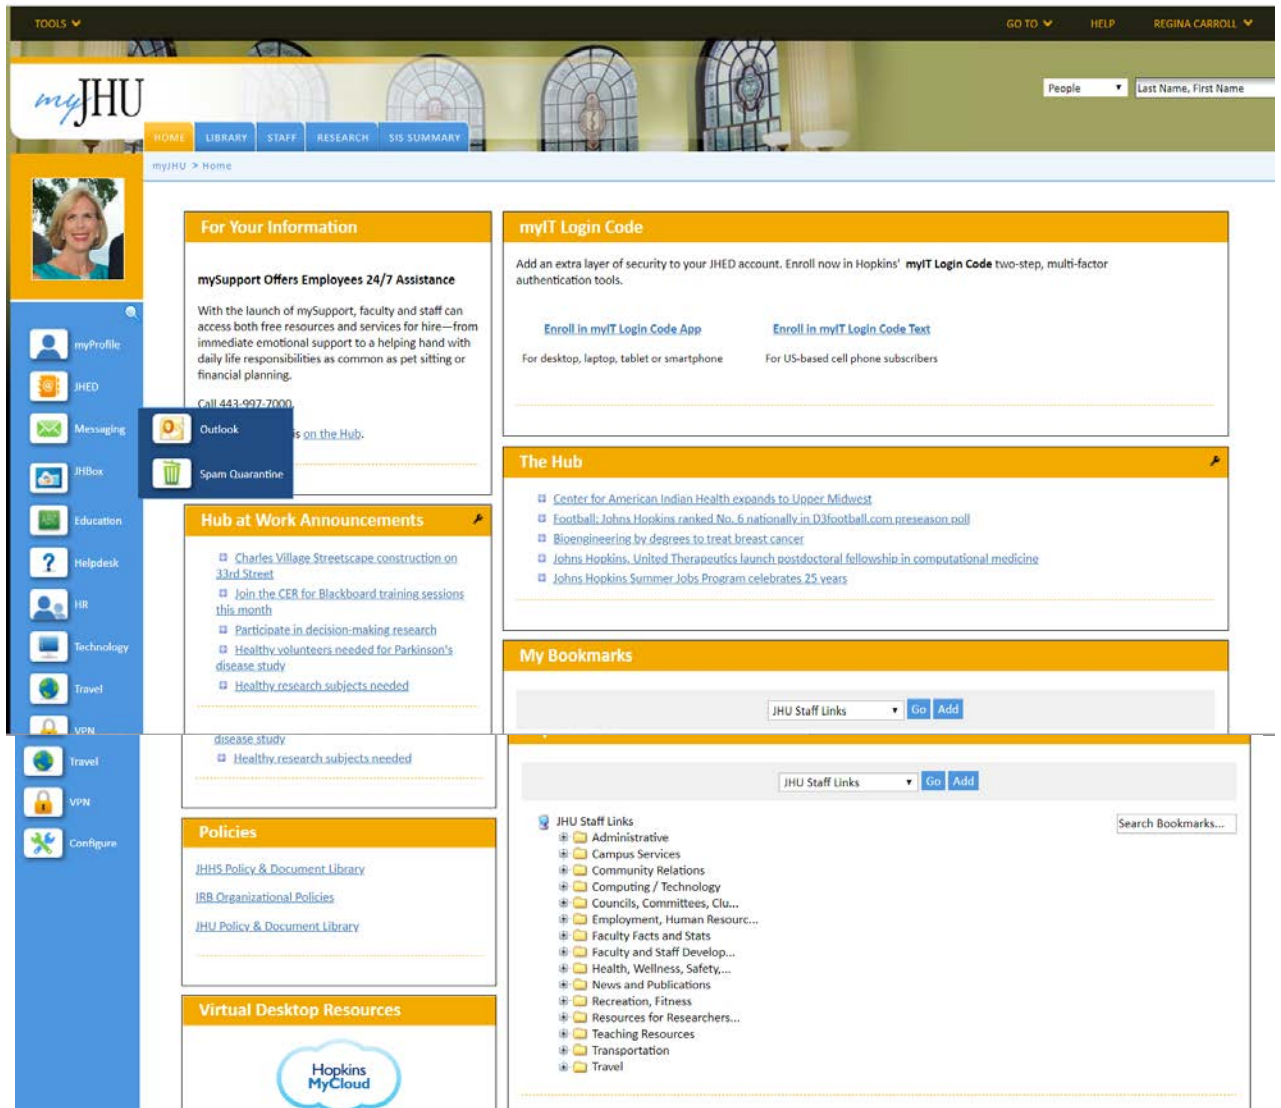 TOOLS
GO TO
HELP
REGINA CARROLL
myJHU
People
Last Name, First Name
HOME
LIBRARY
STAFF
RESEARCH
SIS SUMMARY
myJHU > Home
myProfile
JHED
Messaging
JHBox
Education
Helpdesk
HR
Technology
Travel
VPN
Outlook
Spam Quarantine
For Your Information
mySupport Offers Employees 24/7 Assistance
With the launch of mySupport, faculty and staff can
access both free resources and services for hire—from
immediate emotional support to a helping hand with
daily life responsibilities as common as pet sitting or
financial planning.
Call 443-997-7000
is on the Hub.
Hub at Work Announcements
Charles Village Streetscape construction on
33rd Street
Join the CER for Blackboard training sessions
this month
Participate in decision-making research
Healthy volunteers needed for Parkinson's
disease study
Healthy research subjects needed
myIT Login Code
Add an extra layer of security to your JHED account. Enroll now in Hopkins' myIT Login Code two-step, multi-factor
authentication tools.
Enroll in myIT Login Code App
Enroll in myIT Login Code Text
For desktop, laptop, tablet or smartphone
For US-based cell phone subscribers
The Hub
Center for American Indian Health expands to Upper Midwest
Football: Johns Hopkins ranked No. 6 nationally in D3football.com preseason poll
Bioengineering by degrees to treat breast cancer
Johns Hopkins, United Therapeutics launch postdoctoral fellowship in computational medicine
Johns Hopkins Summer Jobs Program celebrates 25 years
My Bookmarks
JHU Staff Links
Go
Add
Travel
VPN
Configure
disease study
Healthy research subjects needed
Policies
JHHS Policy & Document Library
IRB Organizational Policies
JHU Policy & Document Library
Virtual Desktop Resources
Hopkins
MyCloud
JHU Staff Links
Go
Add
Search Bookmarks...
JHU Staff Links
Administrative
Campus Services
Community Relations
Computing / Technology
Councils, Committees, Clu...
Employment, Human Resourc...
Faculty Facts and Stats
Faculty and Staff Develop...
Health, Wellness, Safety,...
News and Publications
Recreation, Fitness
Resources for Researchers...
Teaching Resources
Transportation
Travel